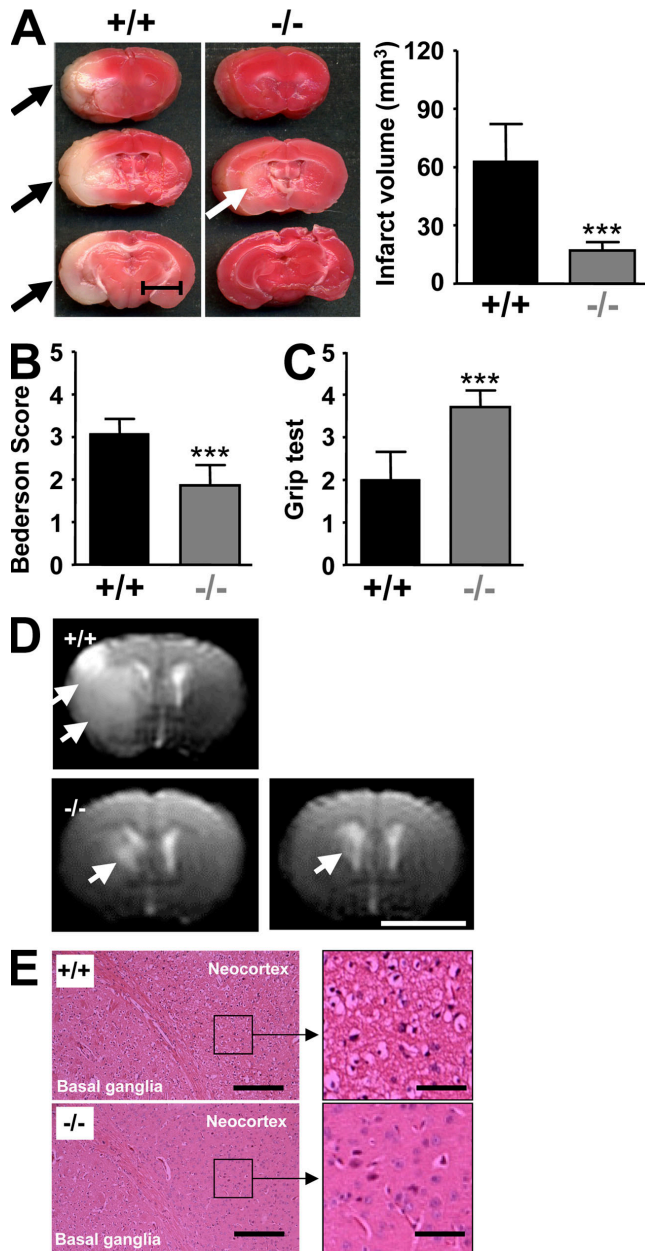 A
+/+
-/-
Infarct volume (mm³)
120
90
60
30
0
***
+/+
-/-
B
Bederson Score
5
4
3
2
1
0
***
+/+
-/-
C
Grip test
5
4
3
2
1
0
***
+/+
-/-
D
+/+
-/-
E
+/+
Neocortex
Basal ganglia
-/-
Neocortex
Basal ganglia